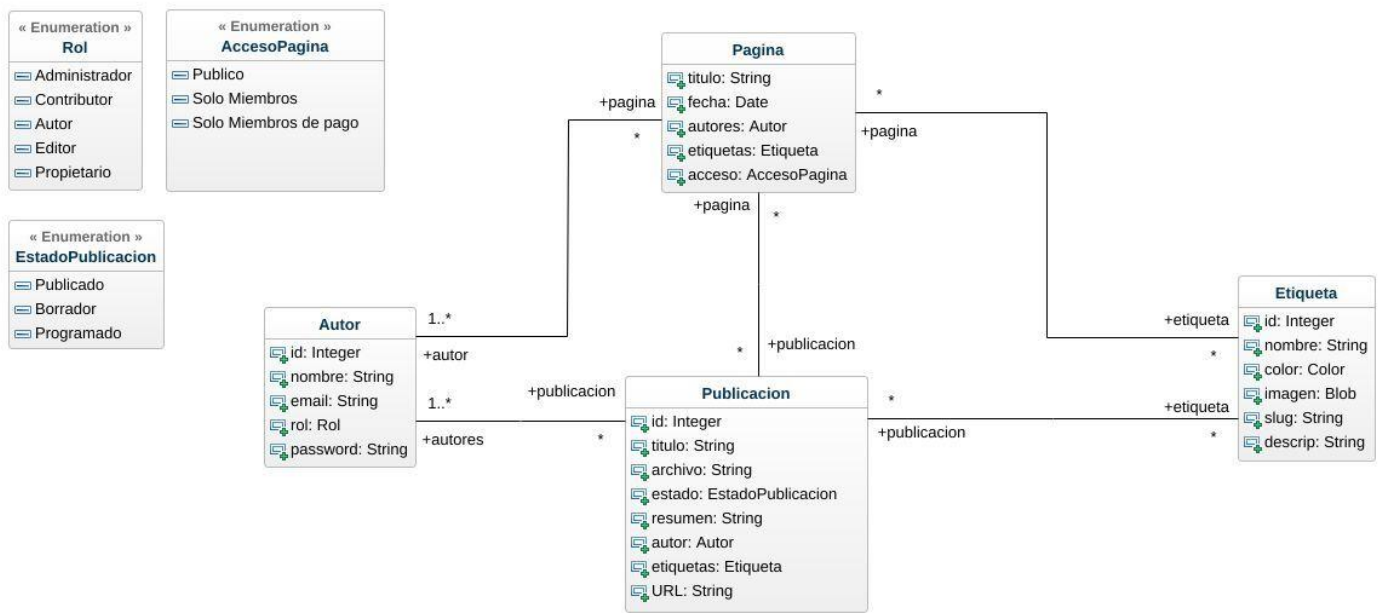 « Enumeration »
Rol
Administrador
Contributor
Autor
Editor
Propietario
« Enumeration »
AccesoPagina
Publico
Solo Miembros
Solo Miembros de pago
« Enumeration »
EstadoPublicacion
Publicado
Borrador
Programado
Pagina
titulo: String
fecha: Date
autores: Autor
etiquetas: Etiqueta
acceso: AccesoPagina
+pagina
*
*
+pagina
+pagina
*
Autor
id: Integer
nombre: String
email: String
rol: Rol
password: String
1..*
+autor
1..*
+autores
+publicacion
*
*
+publicacion
Publicacion
id: Integer
titulo: String
archivo: String
estado: EstadoPublicacion
resumen: String
autor: Autor
etiquetas: Etiqueta
URL: String
*
+publicacion
+etiqueta
*
+etiqueta
*
Etiqueta
id: Integer
nombre: String
color: Color
imagen: Blob
slug: String
descrip: String